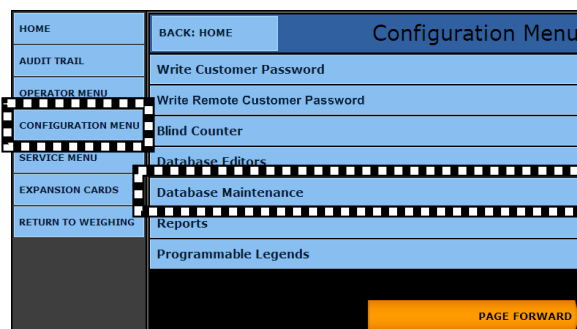 HOME
AUDIT TRAIL
OPERATOR MENU
CONFIGURATION MENU
SERVICE MENU
EXPANSION CARDS
RETURN TO WEIGHING
BACK: HOME
Configuration Menu
Write Customer Password
Write Remote Customer Password
Blind Counter
Database Editors
Database Maintenance
Reports
Programmable Legends
PAGE FORWARD